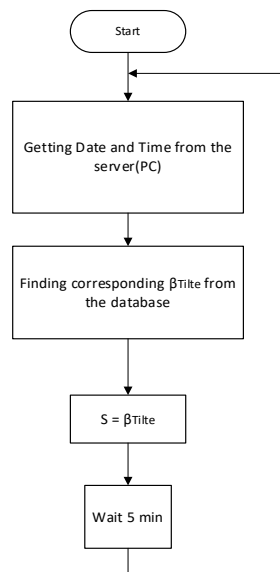 Start
Getting Date and Time from the
server(PC)
Finding corresponding βTilte from
the database
S = βTilte
Wait 5 min